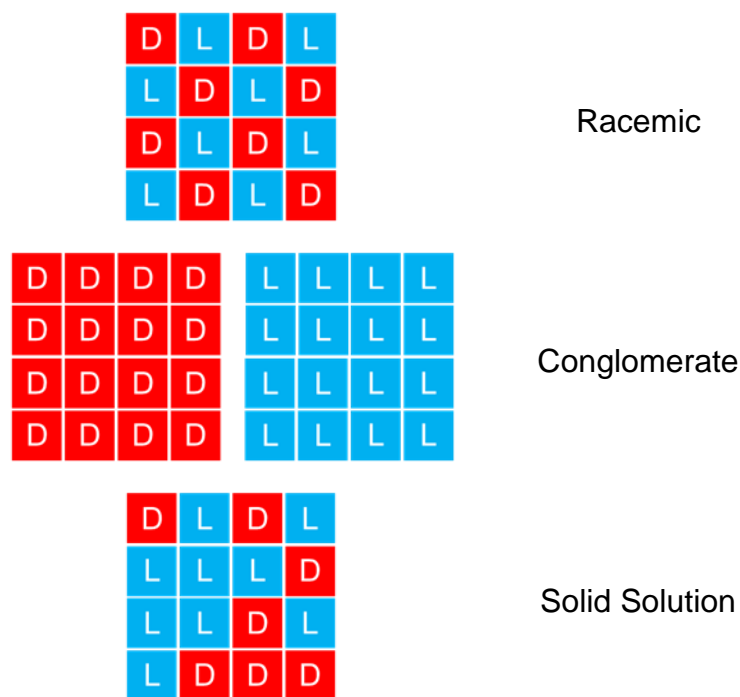 D L D L
L D L D
Racemic
D L D L
L D L D
D D D D L L L L
D D D D L L L L
Conglomerate
D D D D L L L L
D D D D L L L L
D L D L
L L L D
Solid Solution
L L D L
L D D D